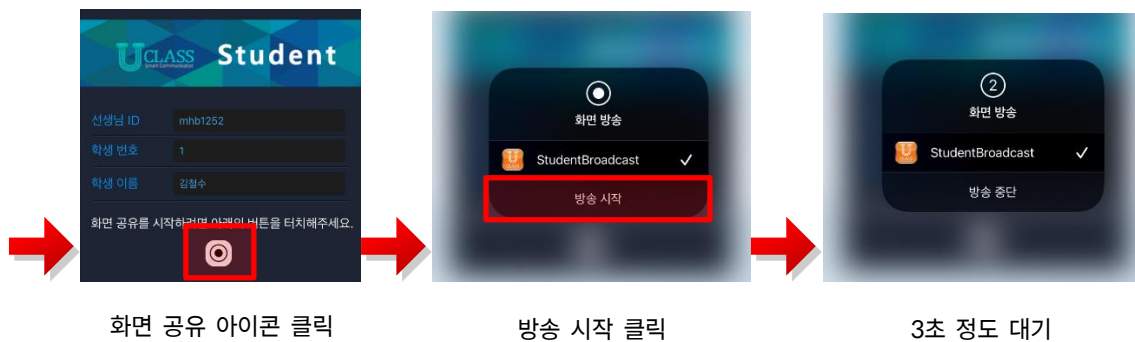 UCLASS Student
Smart Communicator
선생님 ID mhb1252
학생 번호 1
학생 이름 김철수
화면 공유를 시작하려면 아래의 버튼을 터치해주세요.
화면 공유 아이콘 클릭
화면 방송
StudentBroadcast
방송 시작
방송 시작 클릭
2
화면 방송
StudentBroadcast
방송 중단
3초 정도 대기